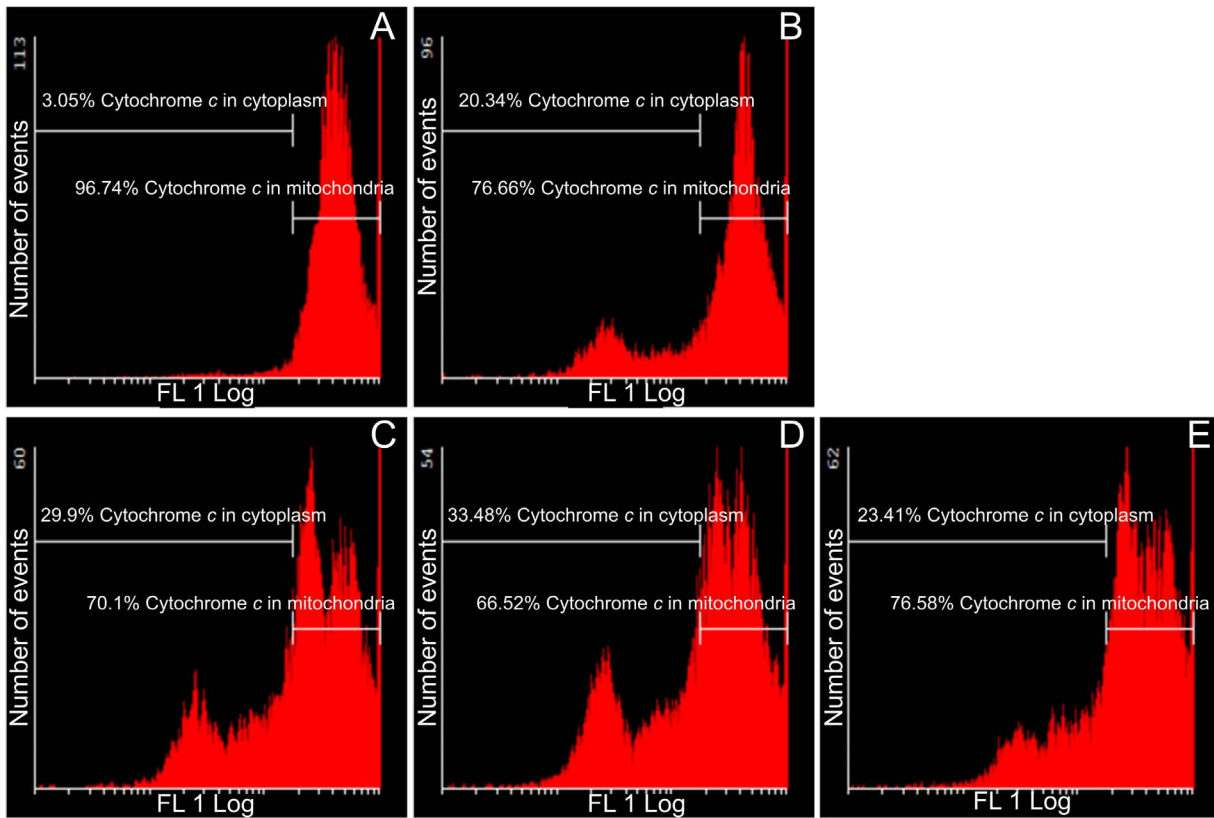 A
113
Number of events
3.05% Cytochrome c in cytoplasm
96.74% Cytochrome c in mitochondria
FL 1 Log
B
96
Number of events
20.34% Cytochrome c in cytoplasm
76.66% Cytochrome c in mitochondria
FL 1 Log
C
60
Number of events
29.9% Cytochrome c in cytoplasm
70.1% Cytochrome c in mitochondria
FL 1 Log
D
54
Number of events
33.48% Cytochrome c in cytoplasm
66.52% Cytochrome c in mitochondria
FL 1 Log
E
62
Number of events
23.41% Cytochrome c in cytoplasm
76.58% Cytochrome c in mitochondria
FL 1 Log